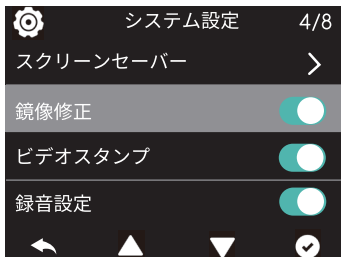 システム設定 4/8
スクリーンセーバー
鏡像修正
ビデオスタンプ
録音設定